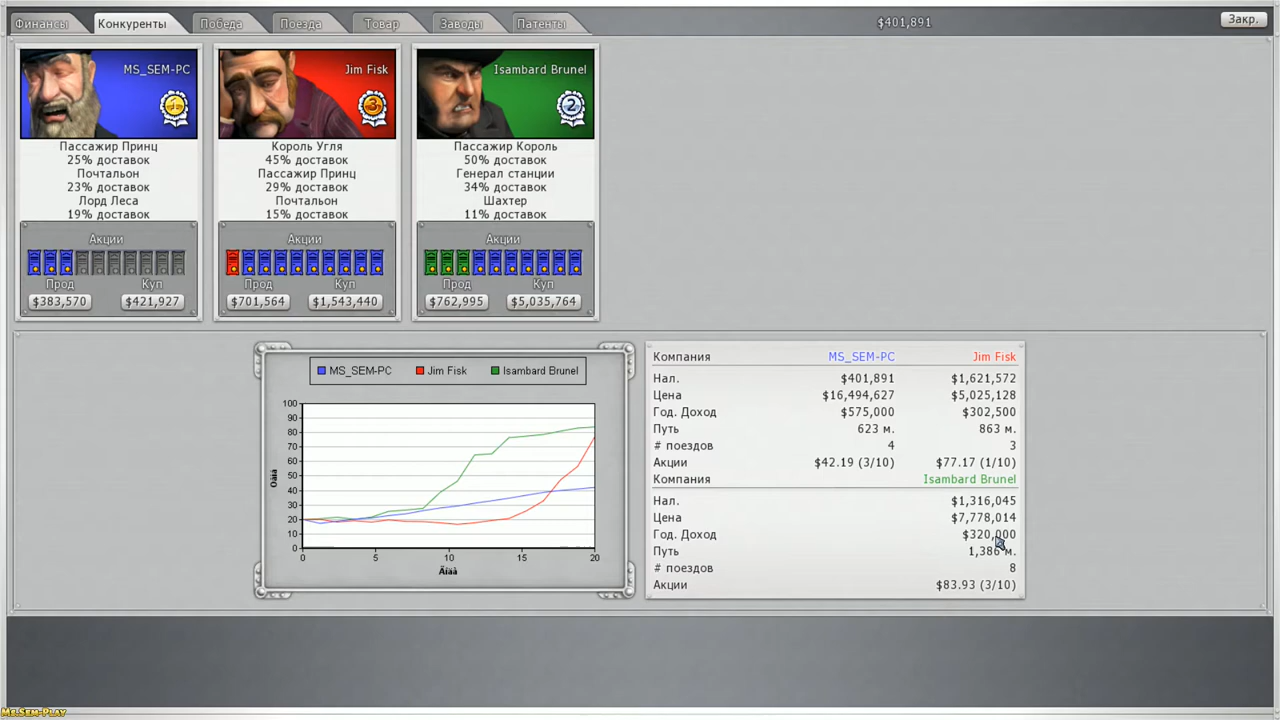 Финансы Конкуренты Победа Поезда Товар Заводы Патенты $401,891 Закр.
MS_SEM-PC
Пассажир Принц
25% доставок
Почтальон
23% доставок
Лорд Леса
19% доставок
Акции
Прод Куп
$383,570 $421,927
Jim Fisk
3
Король Угля
45% доставок
Пассажир Принц
29% доставок
Почтальон
15% доставок
Акции
Прод Куп
$701,564 $1,543,440
Isambard Brunel
2
Пассажир Король
50% доставок
Генерал станции
34% доставок
Шахтер
11% доставок
Акции
Прод Куп
$762,995 $5,035,764
MS_SEM-PC Jim Fisk Isambard Brunel
100
90
80
70
60
50
40
30
20
10
0
Öåíà
0 5 10 15 20
Äîëã
Компания MS_SEM-PC Jim Fisk
Нал. $401,891 $1,621,572
Цена $16,494,627 $5,025,128
Год. Доход $575,000 $302,500
Путь 623 м. 863 м.
# поездов 4 3
Акции $42.19 (3/10) $77.17 (1/10)
Компания Isambard Brunel
Нал. $1,316,045
Цена $7,778,014
Год. Доход $320,000
Путь 1,386 м.
# поездов 8
Акции $83.93 (3/10)
Mr.Sem-Play